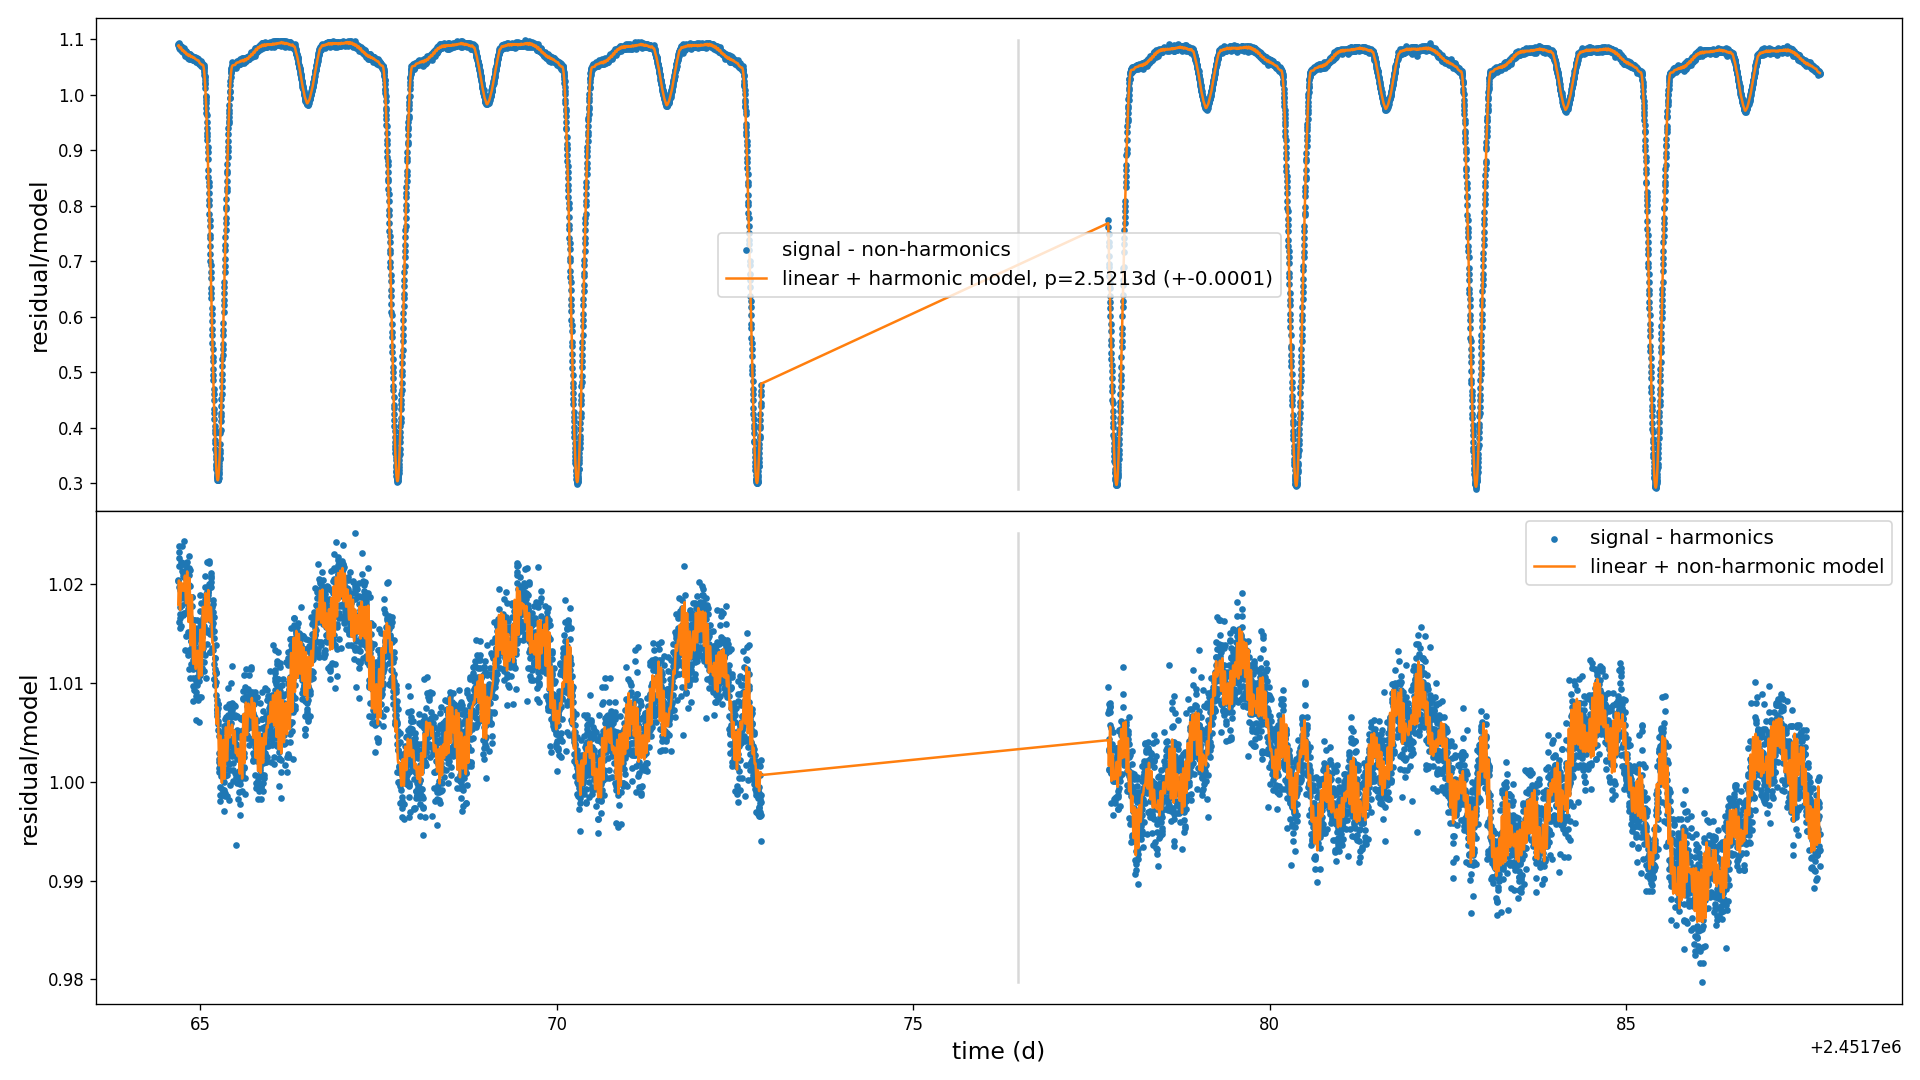 1.1
1.0
0.9
0.8
0.7
0.6
0.5
0.4
0.3
residual/model
signal - non-harmonics
linear + harmonic model, p=2.5213d (+-0.0001)
1.02
1.01
1.00
0.99
0.98
residual/model
signal - harmonics
linear + non-harmonic model
65
70
75
80
85
time (d)
+2.4517e6